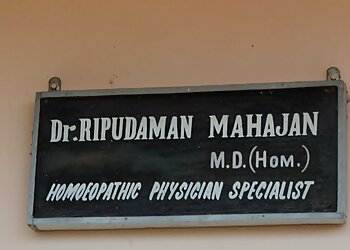 Dr:RIPUDAMAN MAHAJAN
M.D.(HOM.)
HOMOEOPATHIC PHYSICIAN SPECIALIST